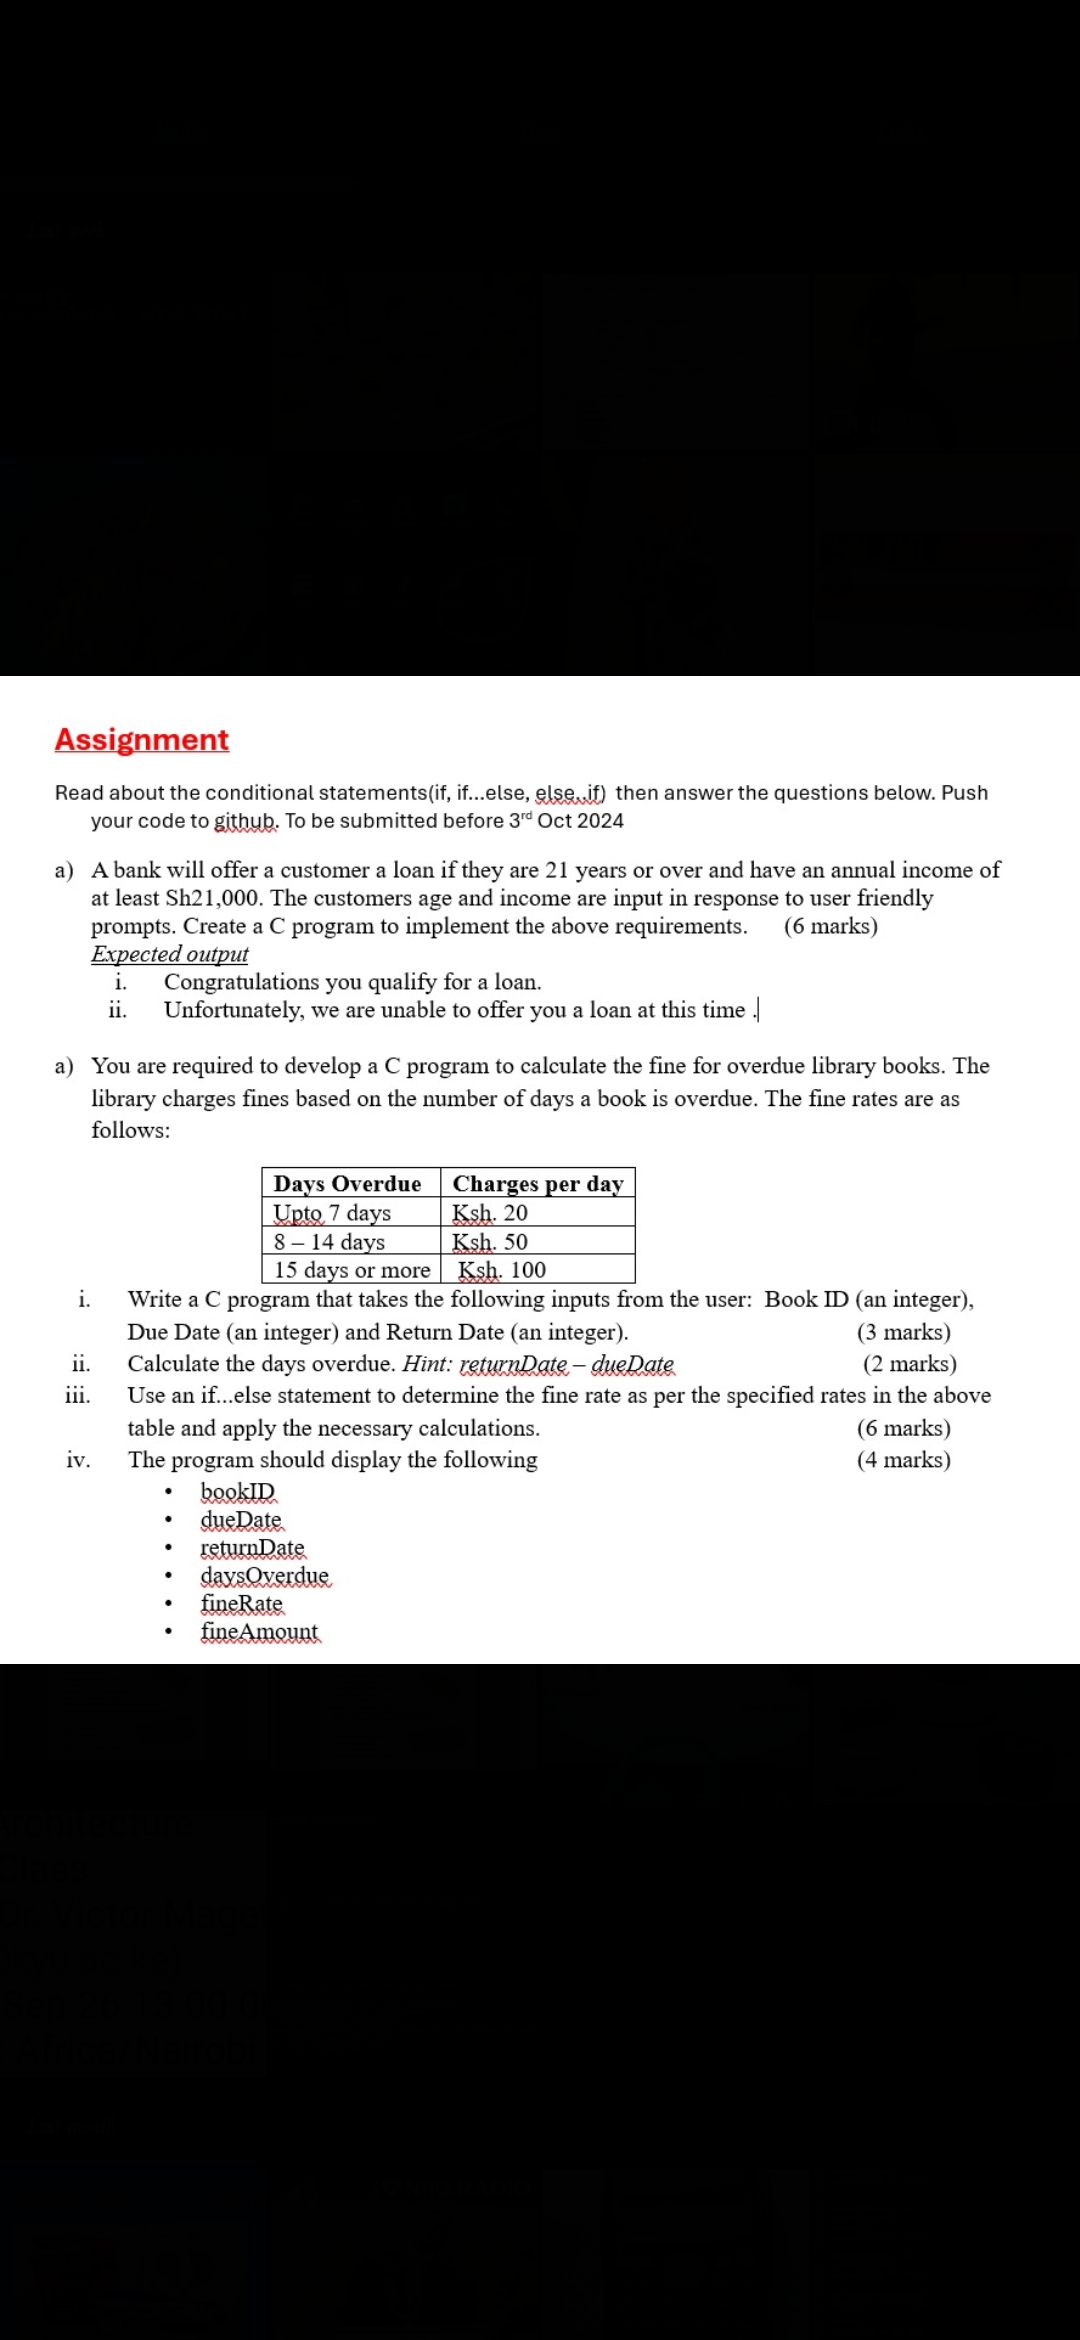 Assignment
Read about the conditional statements(if, if...else, else..if) then answer the questions below. Push
your code to github. To be submitted before 3rd Oct 2024
a) A bank will offer a customer a loan if they are 21 years or over and have an annual income of
at least Sh21,000. The customers age and income are input in response to user friendly
prompts. Create a C program to implement the above requirements. (6 marks)
Expected output
i. Congratulations you qualify for a loan.
ii. Unfortunately, we are unable to offer you a loan at this time .
a) You are required to develop a C program to calculate the fine for overdue library books. The
library charges fines based on the number of days a book is overdue. The fine rates are as
follows:
Days Overdue Charges per day
Upto 7 days Ksh. 20
8 – 14 days Ksh. 50
15 days or more Ksh. 100
i. Write a C program that takes the following inputs from the user: Book ID (an integer),
Due Date (an integer) and Return Date (an integer). (3 marks)
ii. Calculate the days overdue. Hint: returnDate – dueDate (2 marks)
iii. Use an if...else statement to determine the fine rate as per the specified rates in the above
table and apply the necessary calculations. (6 marks)
iv. The program should display the following (4 marks)
• bookID
• dueDate
• returnDate
• daysOverdue
• fineRate
• fineAmount